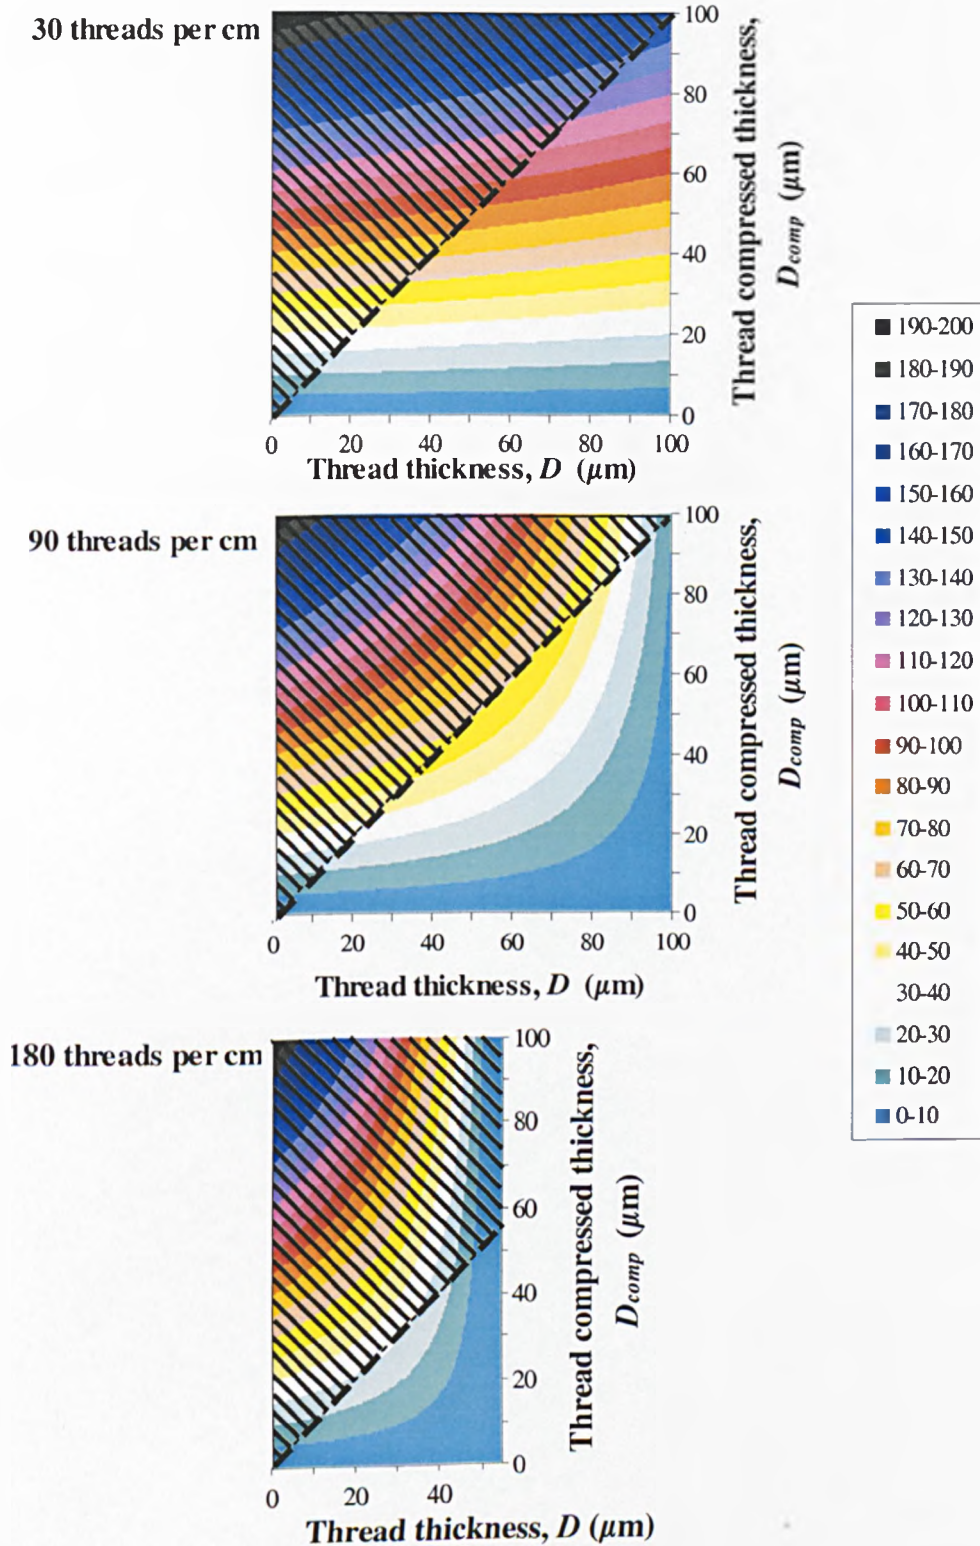 30 threads per cm
100
80
60
40
20
0
Thread compressed thickness,
Dcomp (μm)
0 20 40 60 80 100
Thread thickness, D (μm)
90 threads per cm
100
80
60
40
20
0
Thread compressed thickness,
Dcomp (μm)
0 20 40 60 80 100
Thread thickness, D (μm)
180 threads per cm
100
80
60
40
20
0
Thread compressed thickness,
Dcomp (μm)
0 20 40
Thread thickness, D (μm)
190-200
180-190
170-180
160-170
150-160
140-150
130-140
120-130
110-120
100-110
90-100
80-90
70-80
60-70
50-60
40-50
30-40
20-30
10-20
0-10